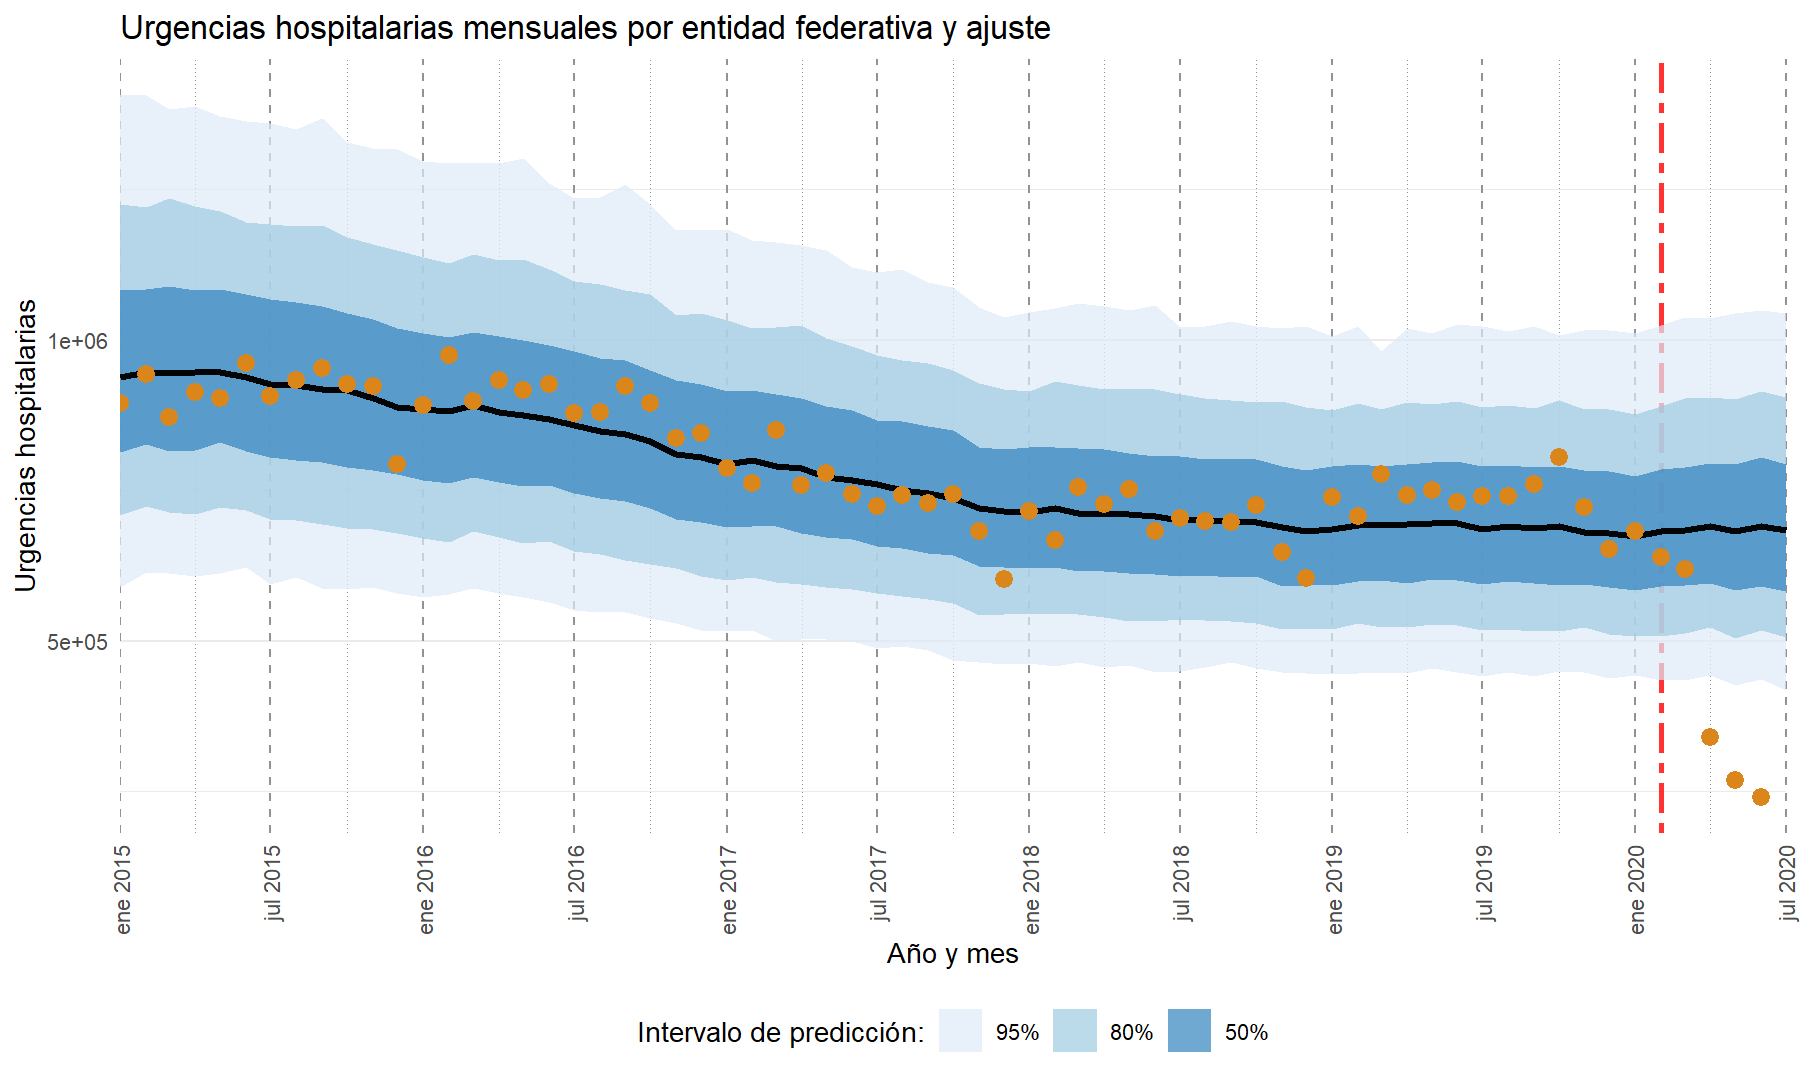 Urgencias hospitalarias mensuales por entidad federativa y ajuste
Urgencias hospitalarias
1e+06
5e+05
ene 2015
jul 2015
ene 2016
jul 2016
ene 2017
jul 2017
ene 2018
jul 2018
ene 2019
jul 2019
ene 2020
jul 2020
Año y mes
Intervalo de predicción: 95% 80% 50%